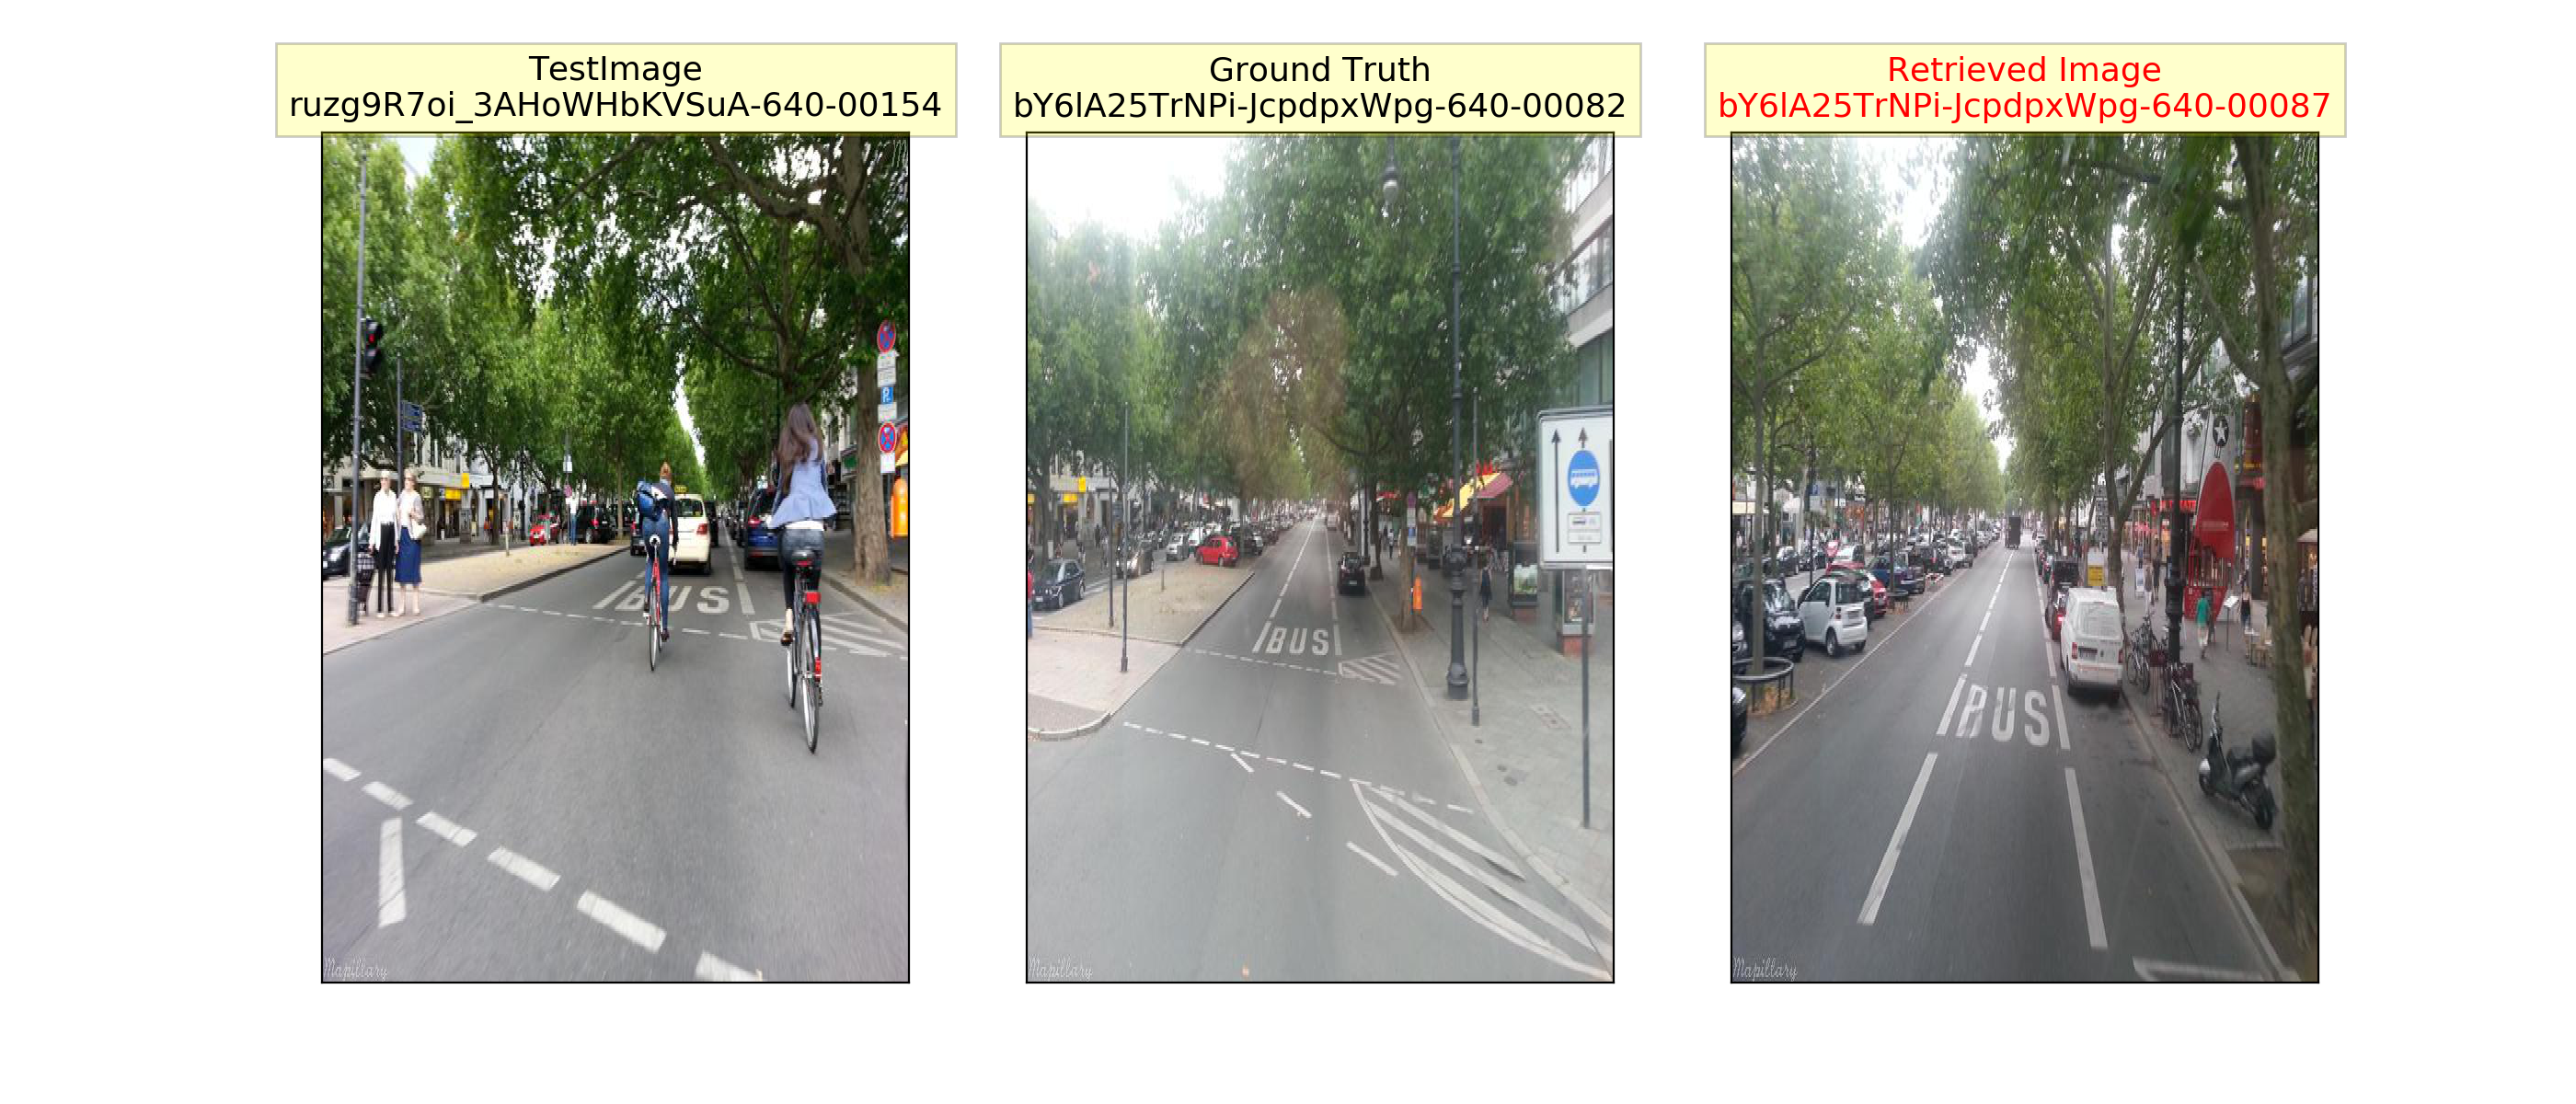 TestImage
ruzg9R7oi_3AHoWHbKVSuA-640-00154
Ground Truth
bY6lA25TrNPi-JcpdpxWpg-640-00082
Retrieved Image
bY6lA25TrNPi-JcpdpxWpg-640-00087
BUS
BUS
BUS
P
Mapillary
Mapillary
Mapillary